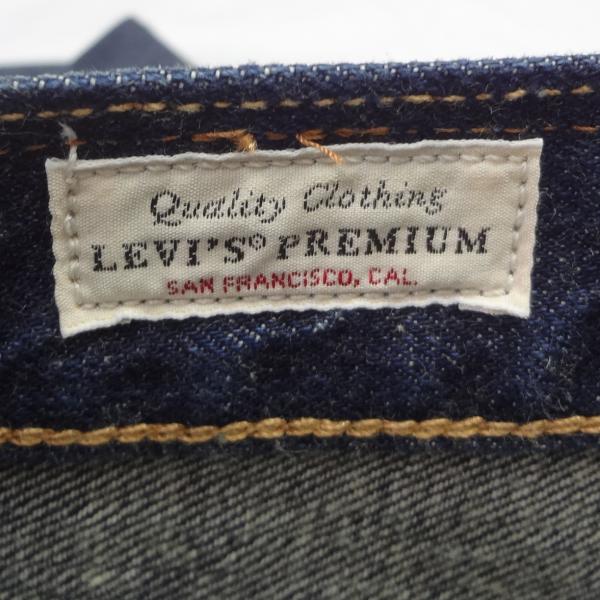 Quality Clothing
LEVI'S® PREMIUM
SAN FRANCISCO, CAL.